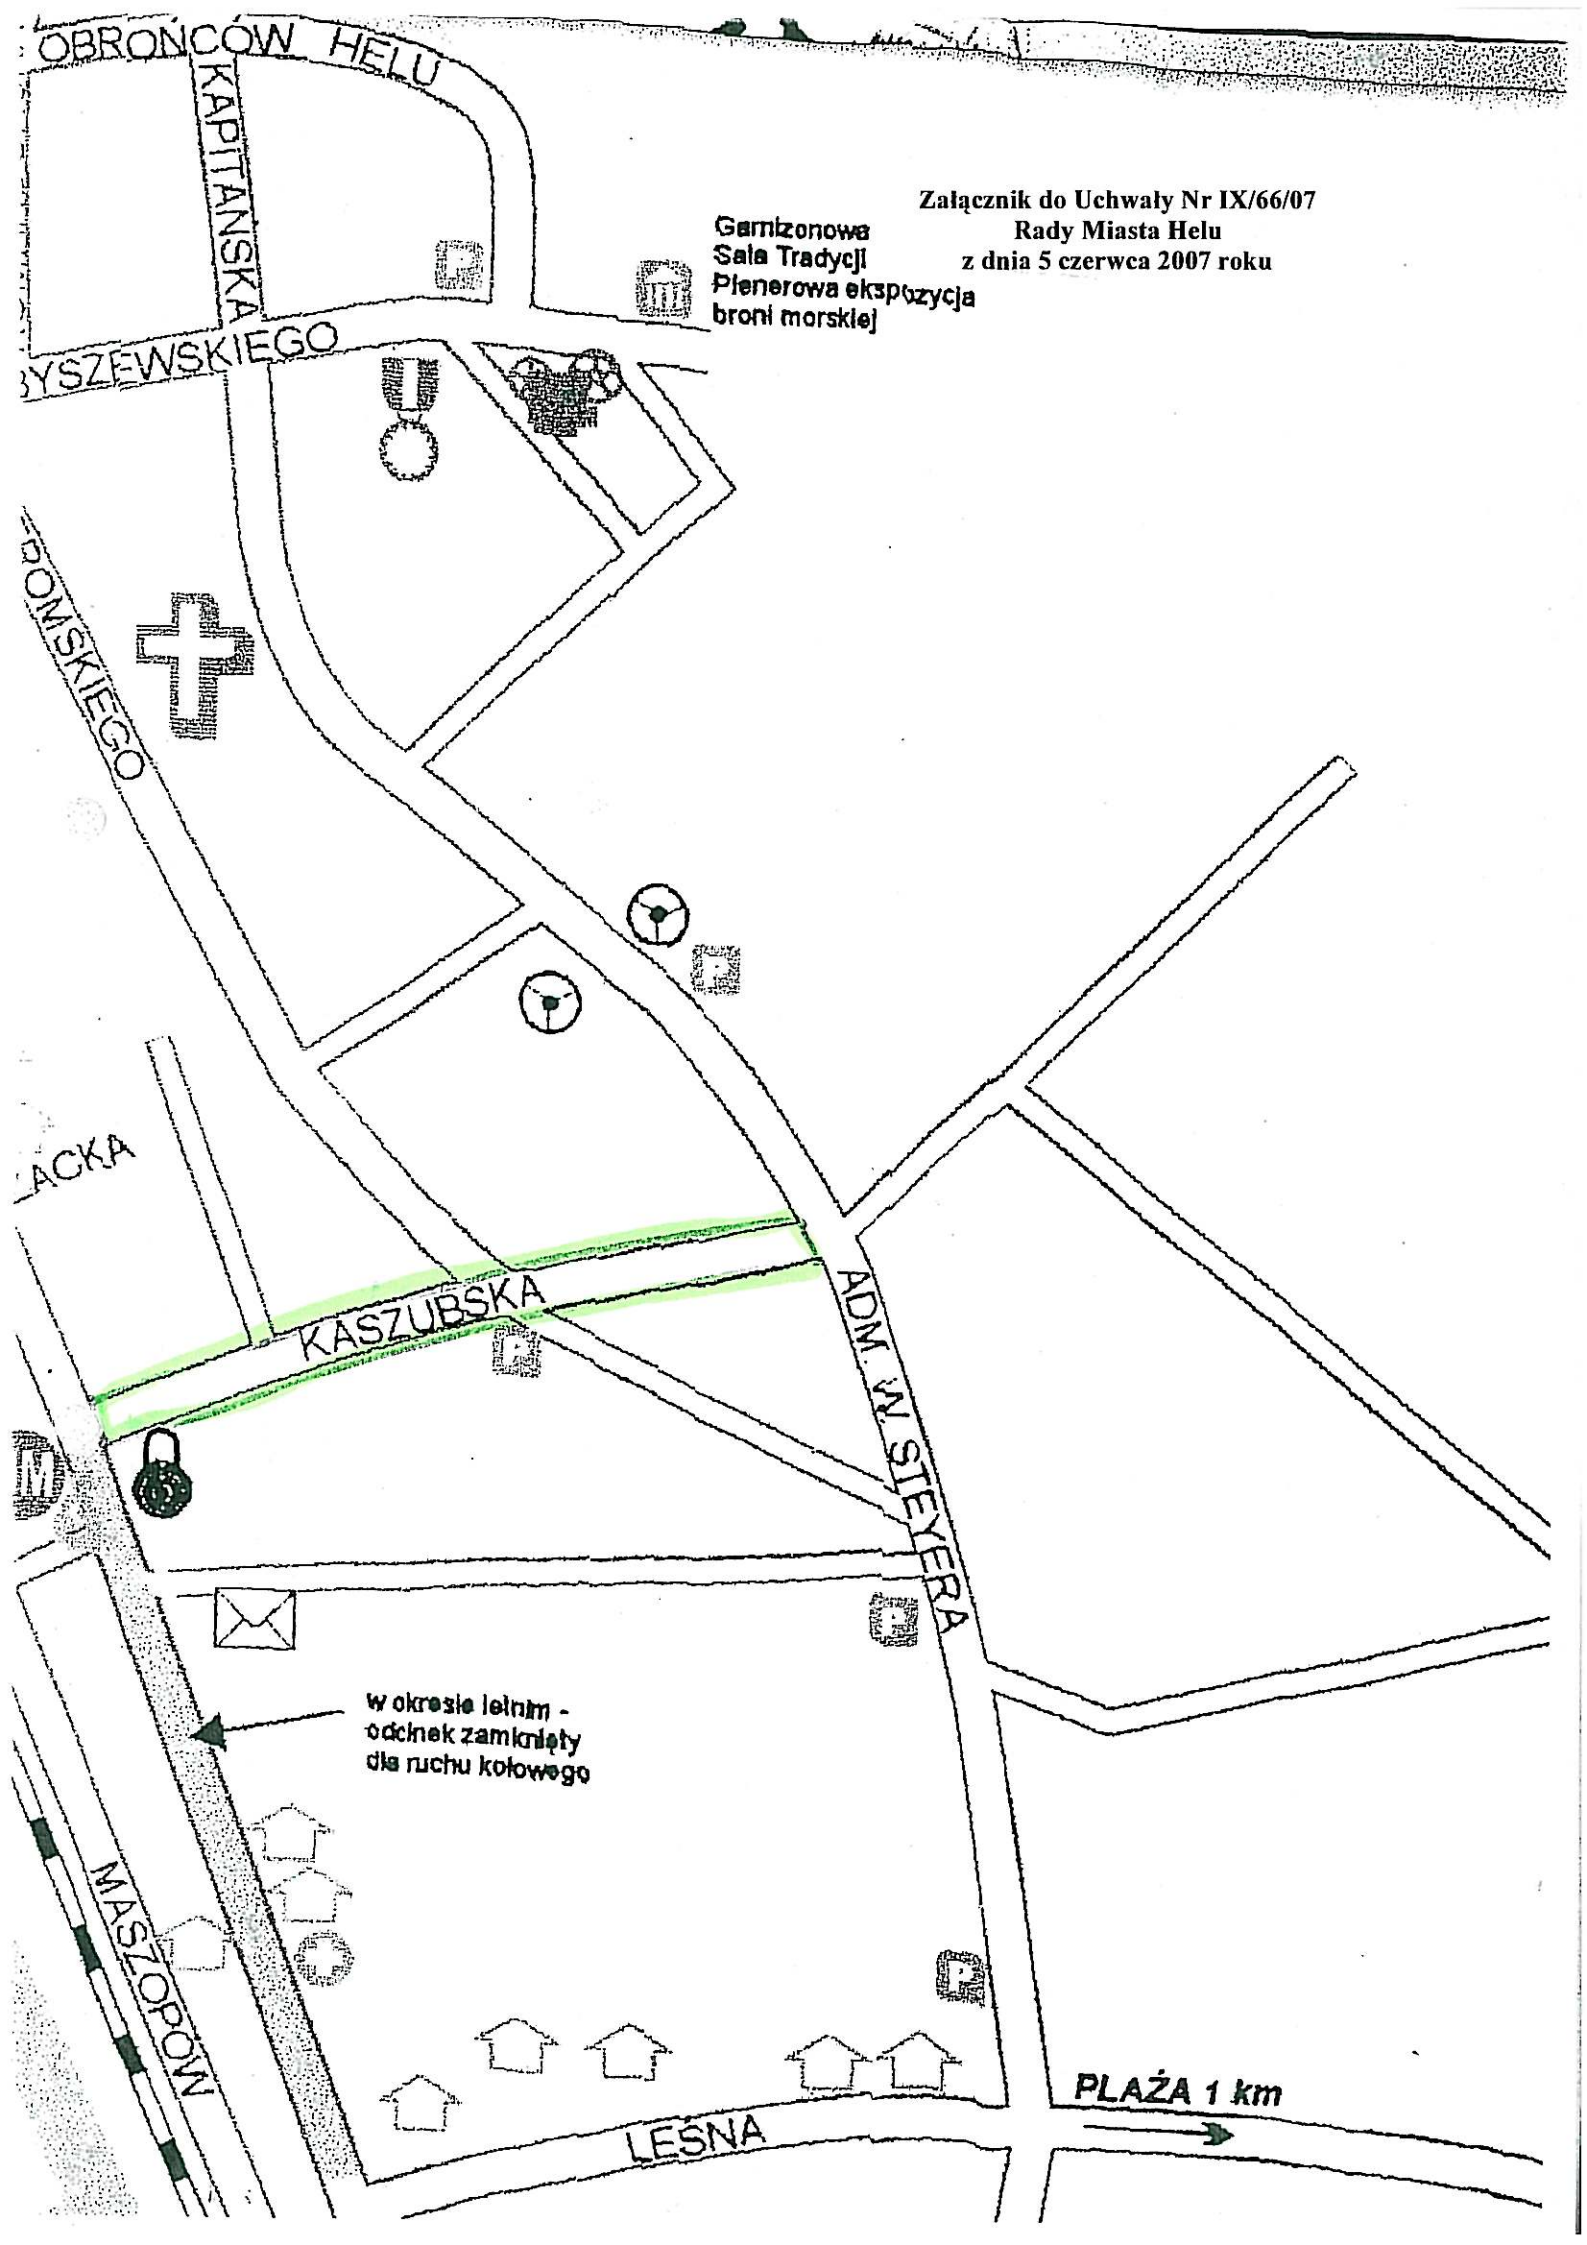 OBROŃCÓW HELU
KAPITAŃSKA
Załącznik do Uchwały Nr IX/66/07
Rady Miasta Helu
z dnia 5 czerwca 2007 roku
Garnizonowa
Sala Tradycji
Plenerowa ekspozycja
broni morskiej
P
BYSZEWSKIEGO
ROMSKIEGO
P
ACKA
KASZUBSKA
P
ADM. W. STEYERA
M
P
w okresie letnim -
odcinek zamknięty
dla ruchu kołowego
MASZOPÓW
P
PLAŻA 1 km
LEŚNA